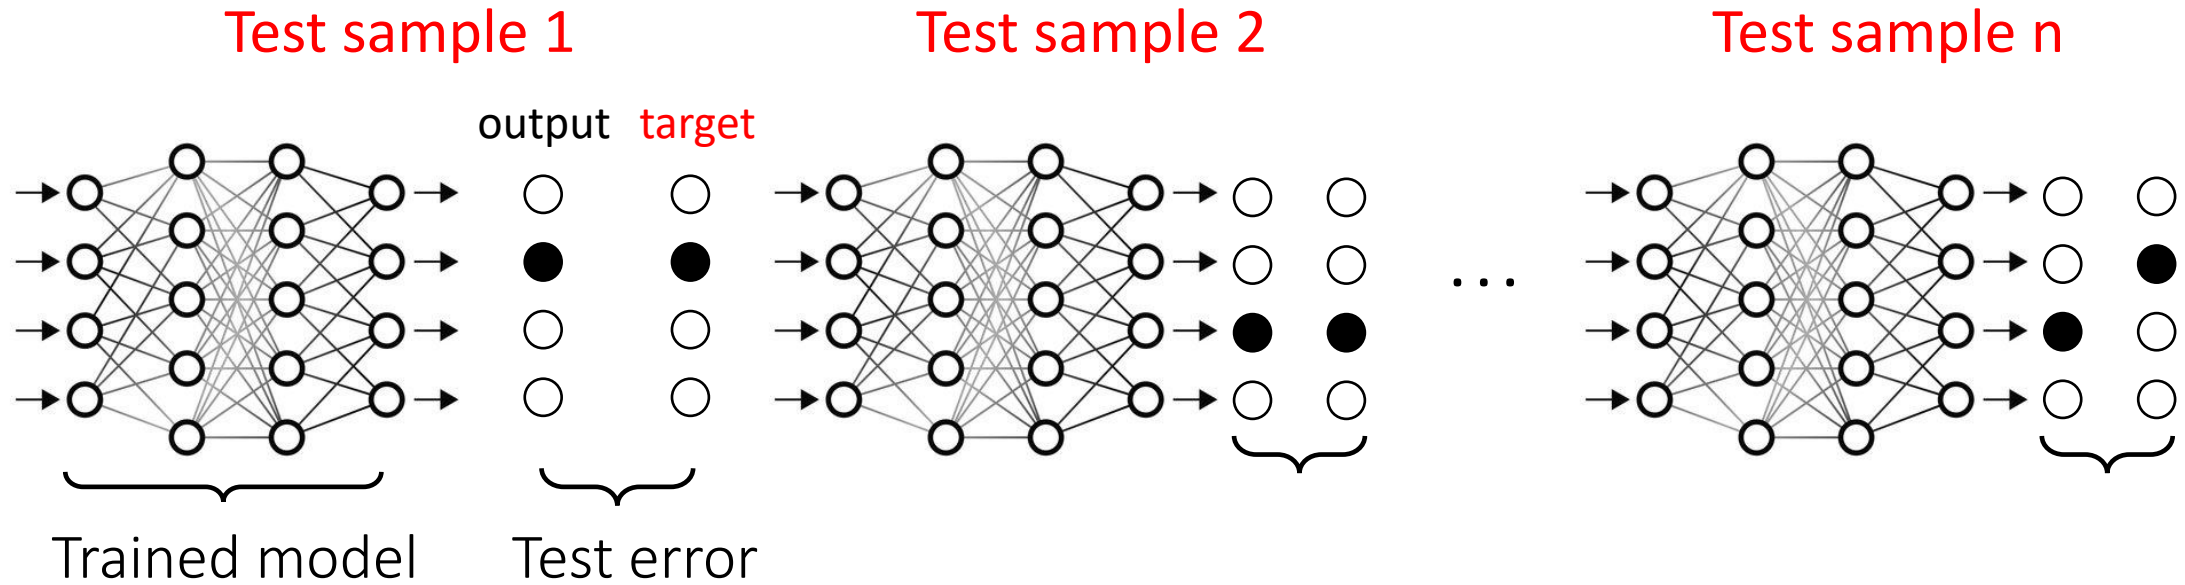 Test sample 1
Test sample 2
Test sample n
output target
...
Trained model
Test error